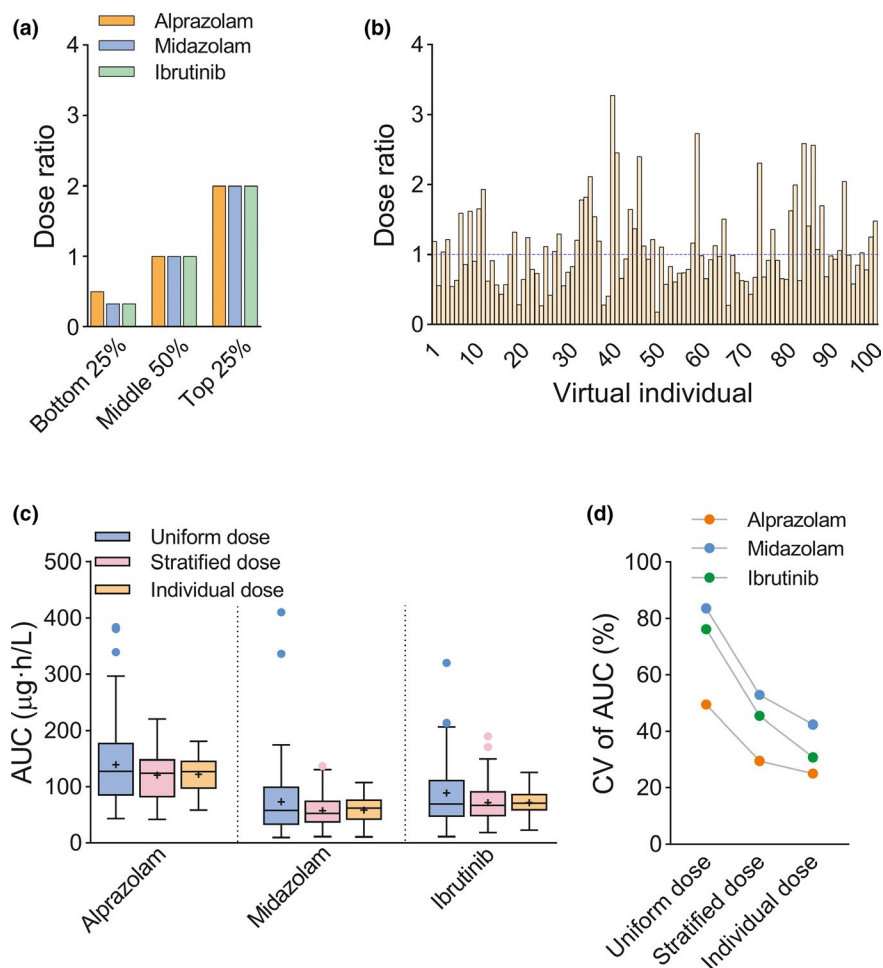 (a)
Alprazolam
Midazolam
Ibrutinib
4
3
2
1
0
Dose ratio
Bottom 25%
Middle 50%
Top 25%
(b)
4
3
2
1
0
Dose ratio
1
10
20
30
40
50
60
70
80
90
100
Virtual individual
(c)
Uniform dose
Stratified dose
Individual dose
500
400
300
200
100
0
AUC (μg·h/L)
Alprazolam
Midazolam
Ibrutinib
(d)
Alprazolam
Midazolam
Ibrutinib
100
80
60
40
20
0
CV of AUC (%)
Uniform dose
Stratified dose
Individual dose